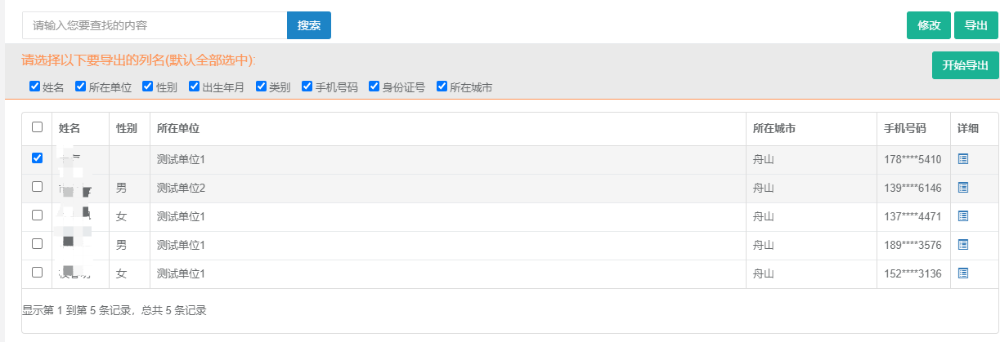 请输入您要查找的内容 搜索 修改 导出
请选择以下要导出的列名(默认全部选中): 开始导出
姓名 所在单位 性别 出生年月 类别 手机号码 身份证号 所在城市
姓名 性别 所在单位 所在城市 手机号码 详细
测试单位1 舟山 178****5410
男 测试单位2 舟山 139****6146
女 测试单位1 舟山 137****4471
男 测试单位1 舟山 189****3576
女 测试单位1 舟山 152****3136
显示第 1 到第 5 条记录，总共 5 条记录